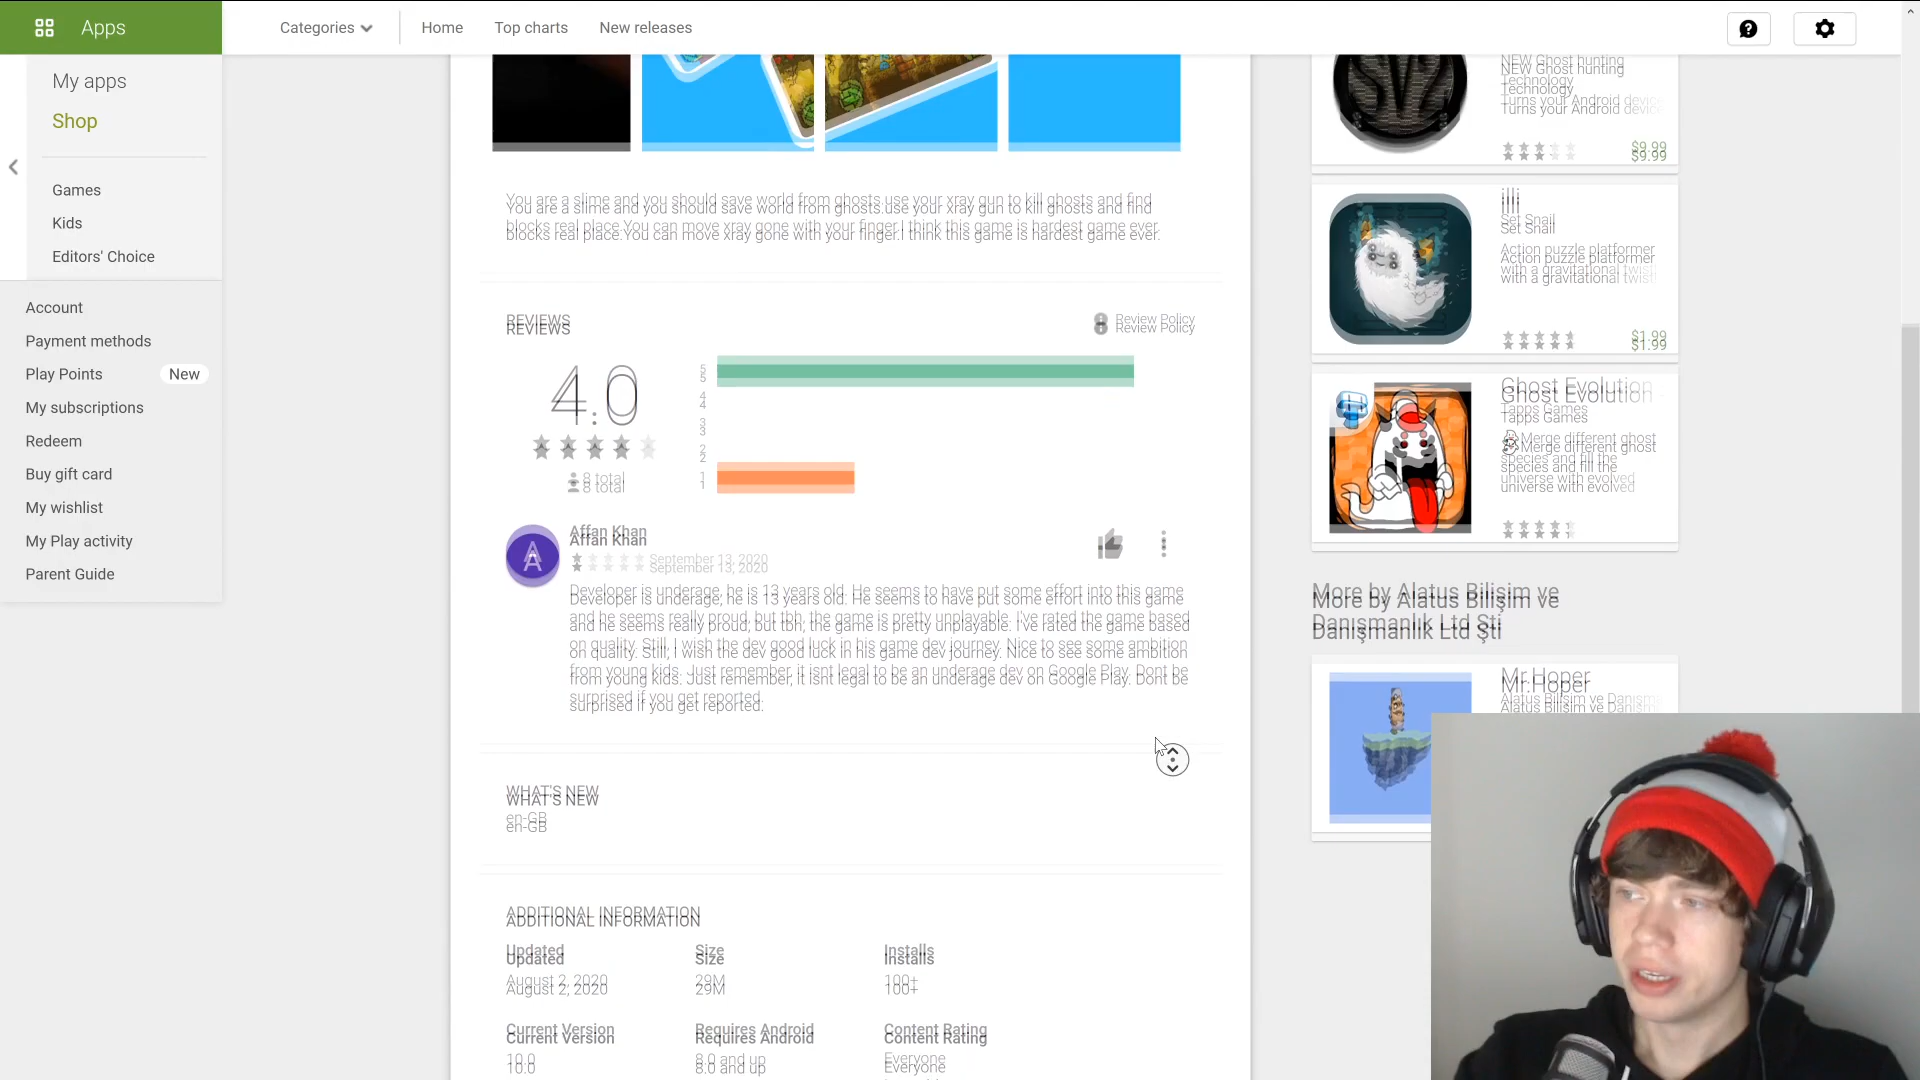 Apps
Categories
Home
Top charts
New releases
My apps
Shop
Games
Kids
Editors' Choice
Account
Payment methods
Play Points
New
My subscriptions
Redeem
Buy gift card
My wishlist
My Play activity
Parent Guide
You are a slime and you should save world from ghosts.use your xray gun to kill ghosts and find
blocks real place.You can move xray gone with your finger.I think this game is hardest game ever.
REVIEWS
Review Policy
4.0
8 total
5
4
3
2
1
Affan Khan
September 13, 2020
Developer is underage, he is 13 years old. He seems to have put some effort into this game
and he seems really proud, but tbh, the game is pretty unplayable. I've rated the game based
on quality. Still, I wish the dev good luck in his game dev journey. Nice to see some ambition
from young kids. Just remember, it isnt legal to be an underage dev on Google Play. Dont be
surprised if you get reported.
A
WHAT'S NEW
en-GB
ADDITIONAL INFORMATION
Updated
August 2, 2020
Size
29M
Installs
100+
Current Version
10.0
Requires Android
8.0 and up
Content Rating
Everyone
NEW Ghost hunting
Technology
Turns your Android device
$9.99
Set Snail
Action puzzle platformer
with a gravitational twist!
$1.99
Ghost Evolution
Tapps Games
Merge different ghost
species and fill the
universe with evolved
More by Alatus Bilişim ve
Danışmanlık Ltd Şti
Mr.Hoper
Alatus Bilişim ve Danışm